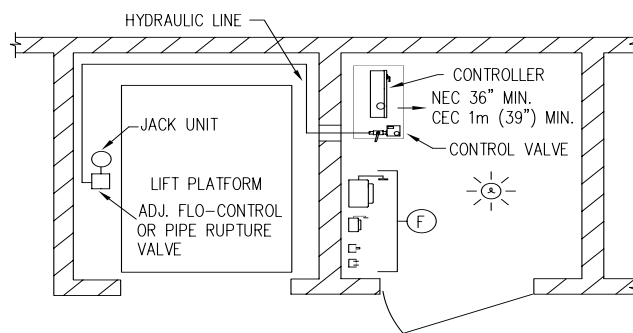 HYDRAULIC LINE
CONTROLLER
NEC 36” MIN.
CEC 1m (39”) MIN.
CONTROL VALVE
JACK UNIT
LIFT PLATFORM
ADJ. FLO-CONTROL
OR PIPE RUPTURE
VALVE
F